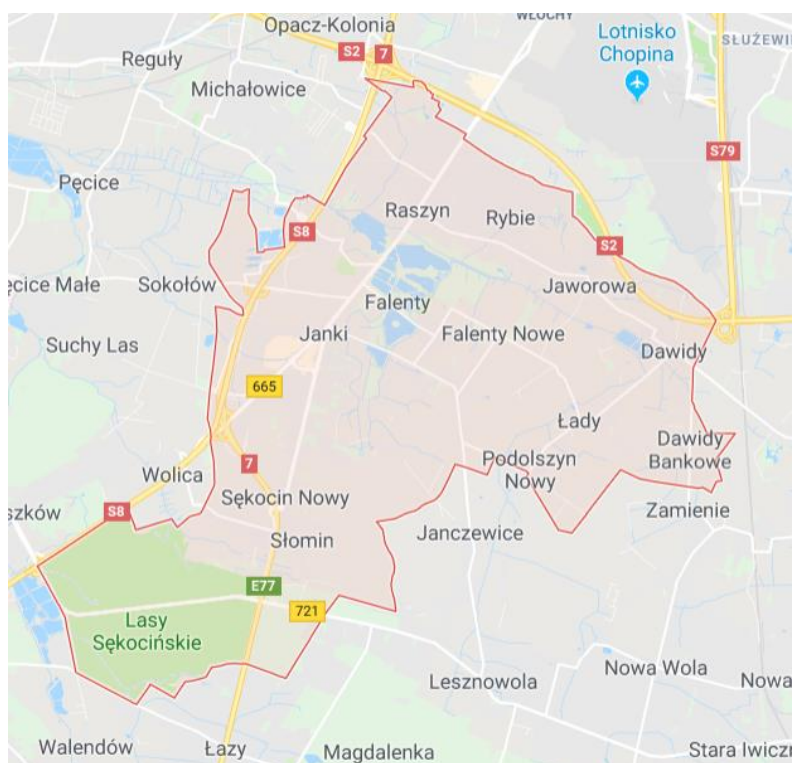 WŁOCHY
Opacz-Kolonia
Lotnisko
Chopina
SŁUŻEWI
S2
7
Reguły
Michałowice
S79
Pęcice
Raszyn
Rybie
S8
S2
ęcice Małe
Sokołów
Jaworowa
Falenty
Janki
Falenty Nowe
Suchy Las
Dawidy
665
Łady
Dawidy
Bankowe
7
Podolszyn
Nowy
Wolica
Sękocin Nowy
S8
szków
Zamienie
Słomin
Janczewice
E77
721
Lasy
Sękocińskie
Nowa Wola
Nowa
Lesznowola
Walendów
Łazy
Magdalenka
Stara Iwiczn